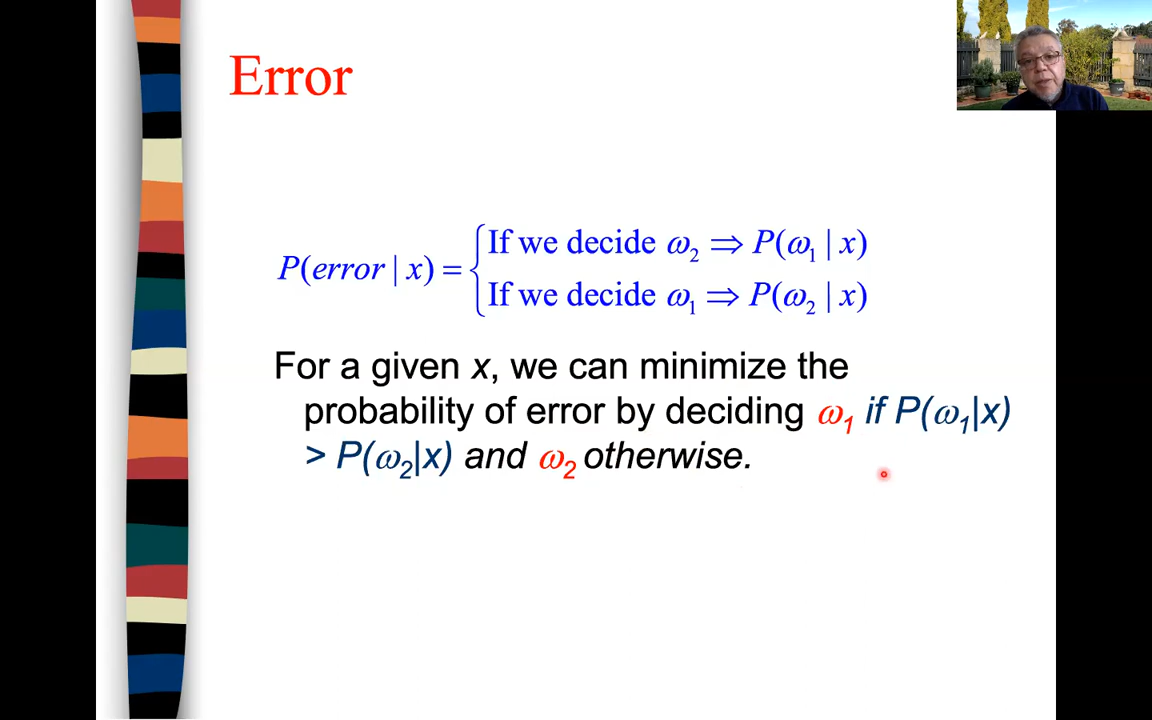 Error
P(error | x) = { If we decide ω₂ ⇒ P(ω₁ | x)
If we decide ω₁ ⇒ P(ω₂ | x)
For a given x, we can minimize the
probability of error by deciding ω₁ if P(ω₁|x)
> P(ω₂|x) and ω₂ otherwise.